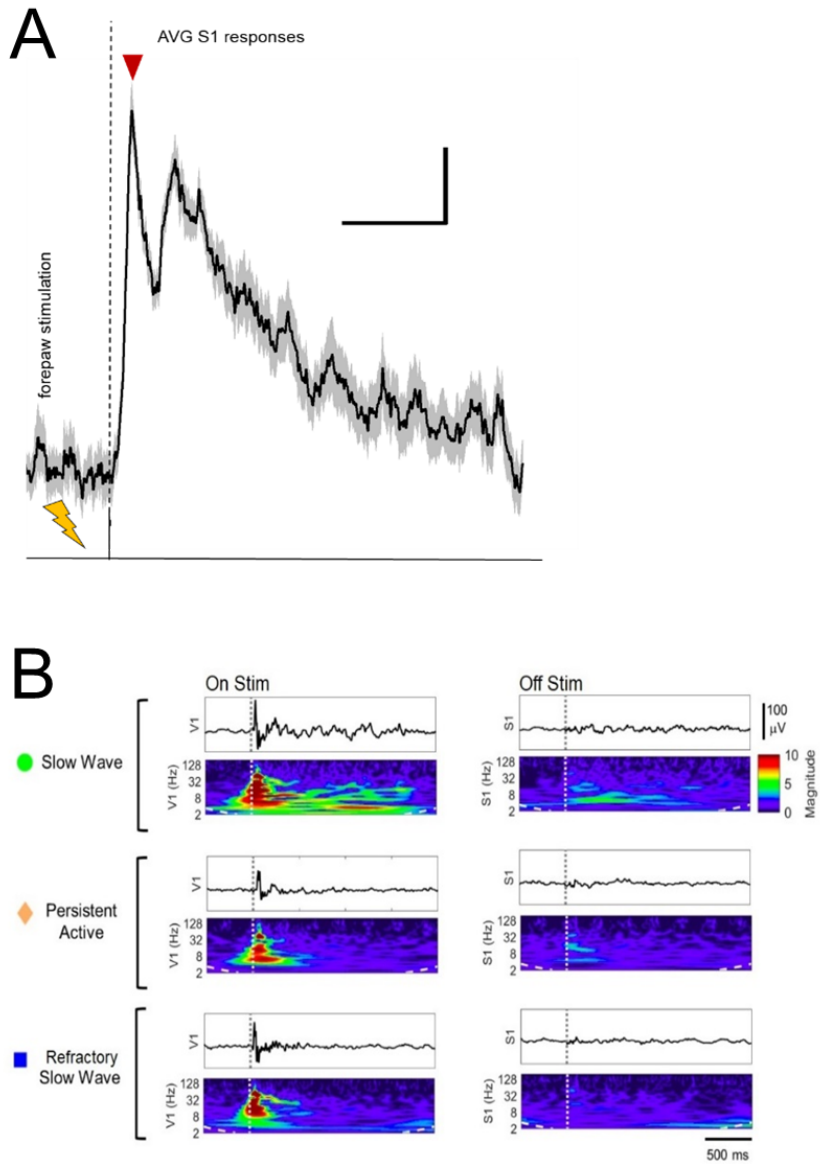 A
AVG S1 responses
forepaw stimulation
B
On Stim
Off Stim
V1
S1
100
μV
Slow Wave
128
32
8
2
V1 (Hz)
128
32
8
2
S1 (Hz)
10
5
0
Magnitude
V1
S1
Persistent
Active
128
32
8
2
V1 (Hz)
128
32
8
2
S1 (Hz)
V1
S1
Refractory
Slow Wave
128
32
8
2
V1 (Hz)
128
32
8
2
S1 (Hz)
500 ms